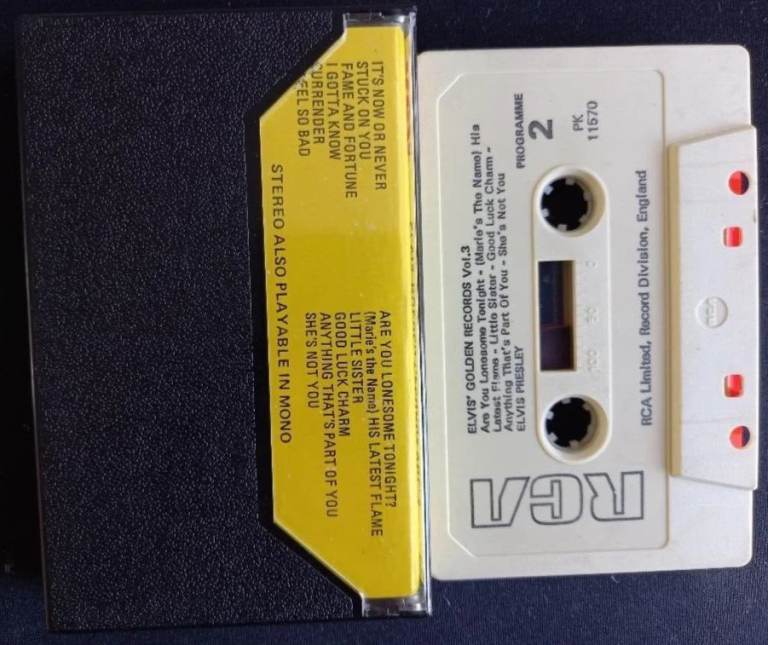 IT'S NOW OR NEVER
STUCK ON YOU
FAME AND FORTUNE
I GOTTA KNOW
SURRENDER
FEEL SO BAD
ARE YOU LONESOME TONIGHT?
(Marie's the Name) HIS LATEST FLAME
LITTLE SISTER
GOOD LUCK CHARM
ANYTHING THAT'S PART OF YOU
SHE'S NOT YOU
STEREO ALSO PLAYABLE IN MONO
ELVIS' GOLDEN RECORDS Vol.3
Are You Lonesome Tonight - (Marie's The Name) His
Latest Flame - Little Sister - Good Luck Charm -
Anything That's Part Of You - She's Not You
ELVIS PRESLEY
PROGRAMME
2
PK
11570
100 50 0
RCA Limited, Record Division, England
RCA
RCA